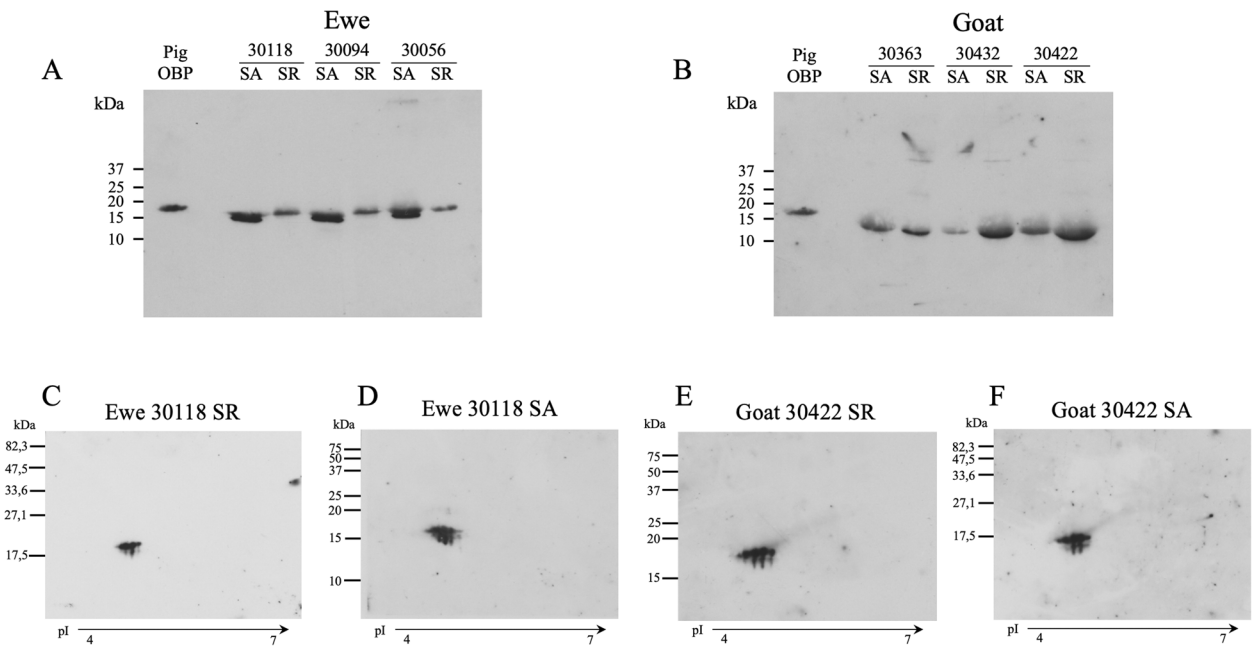 Ewe
A
Pig
OBP
30118 30094 30056
SA SR SA SR SA SR
kDa
37
25
20
15
10
Goat
B
Pig
OBP
30363 30432 30422
SA SR SA SR SA SR
kDa
37
25
20
15
10
C
Ewe 30118 SR
kDa
82,3
47,5
33,6
27,1
17,5
pI 4 7
D
Ewe 30118 SA
kDa
75
50
37
25
20
15
10
pI 4 7
E
Goat 30422 SR
kDa
75
50
37
25
20
15
pI 4 7
F
Goat 30422 SA
kDa
82,3
47,5
33,6
27,1
17,5
pI 4 7